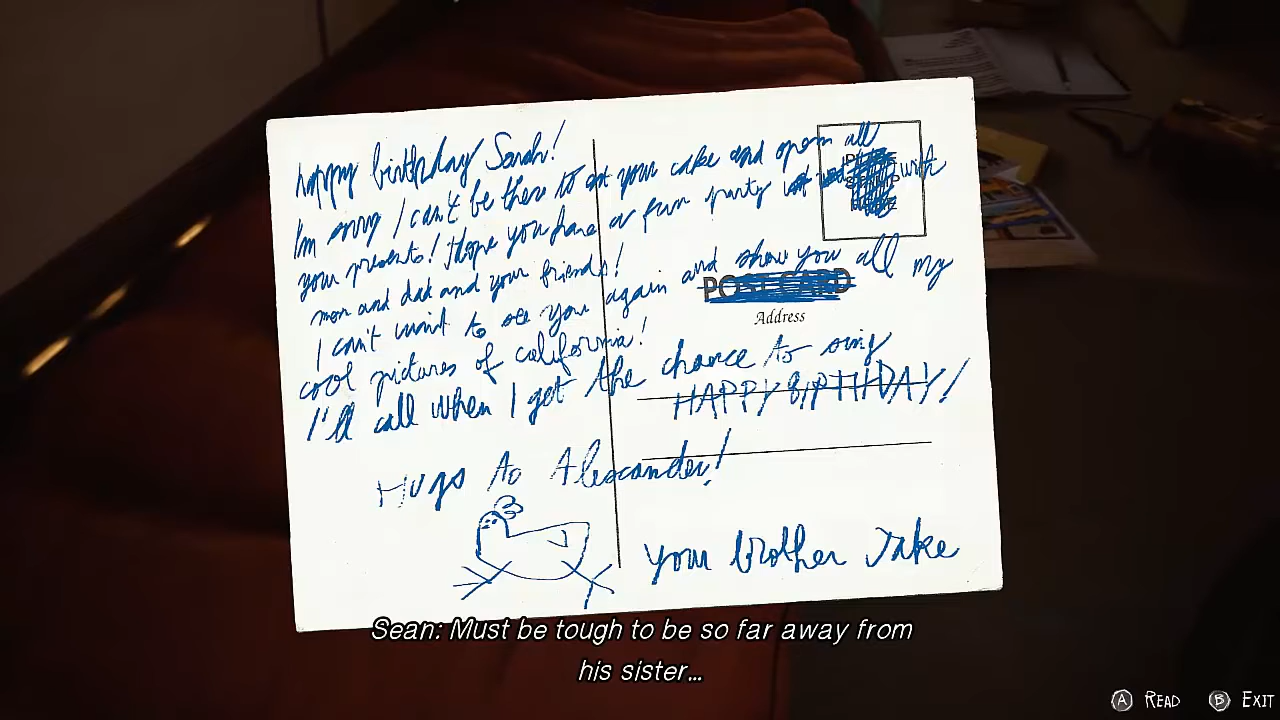 Happy birthday Sarah!
I'm sorry I can't be there to eat your cake and open all
your presents! Hope you have a fun party with
mom and dad and your friends!
I can't wait to see you again and show you all my
cool pictures of california!
I'll call when I get the chance to sing
HAPPY BIRTHDAY!
Hugs to Alexander!
your brother Jake
POSTCARD
Address
Sean: Must be tough to be so far away from
his sister...
A READ B EXIT